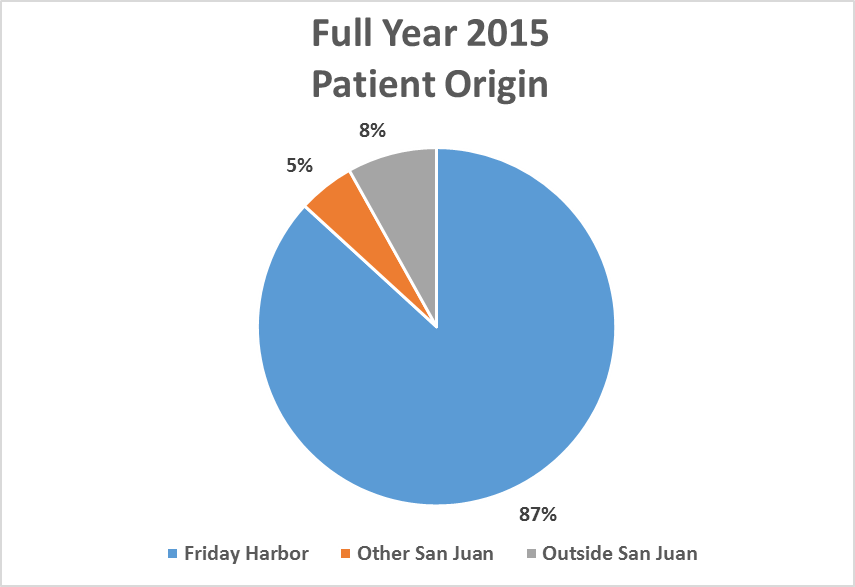 Full Year 2015
Patient Origin
8%
5%
87%
Friday Harbor
Other San Juan
Outside San Juan